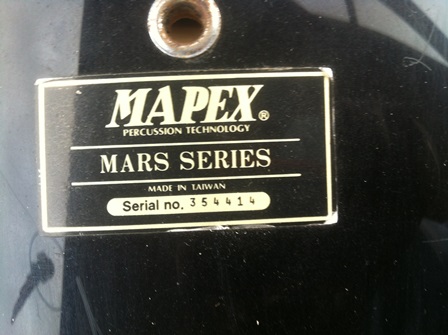 MAPEX®
PERCUSSION TECHNOLOGY
MARS SERIES
MADE IN TAIWAN
Serial no. 354414